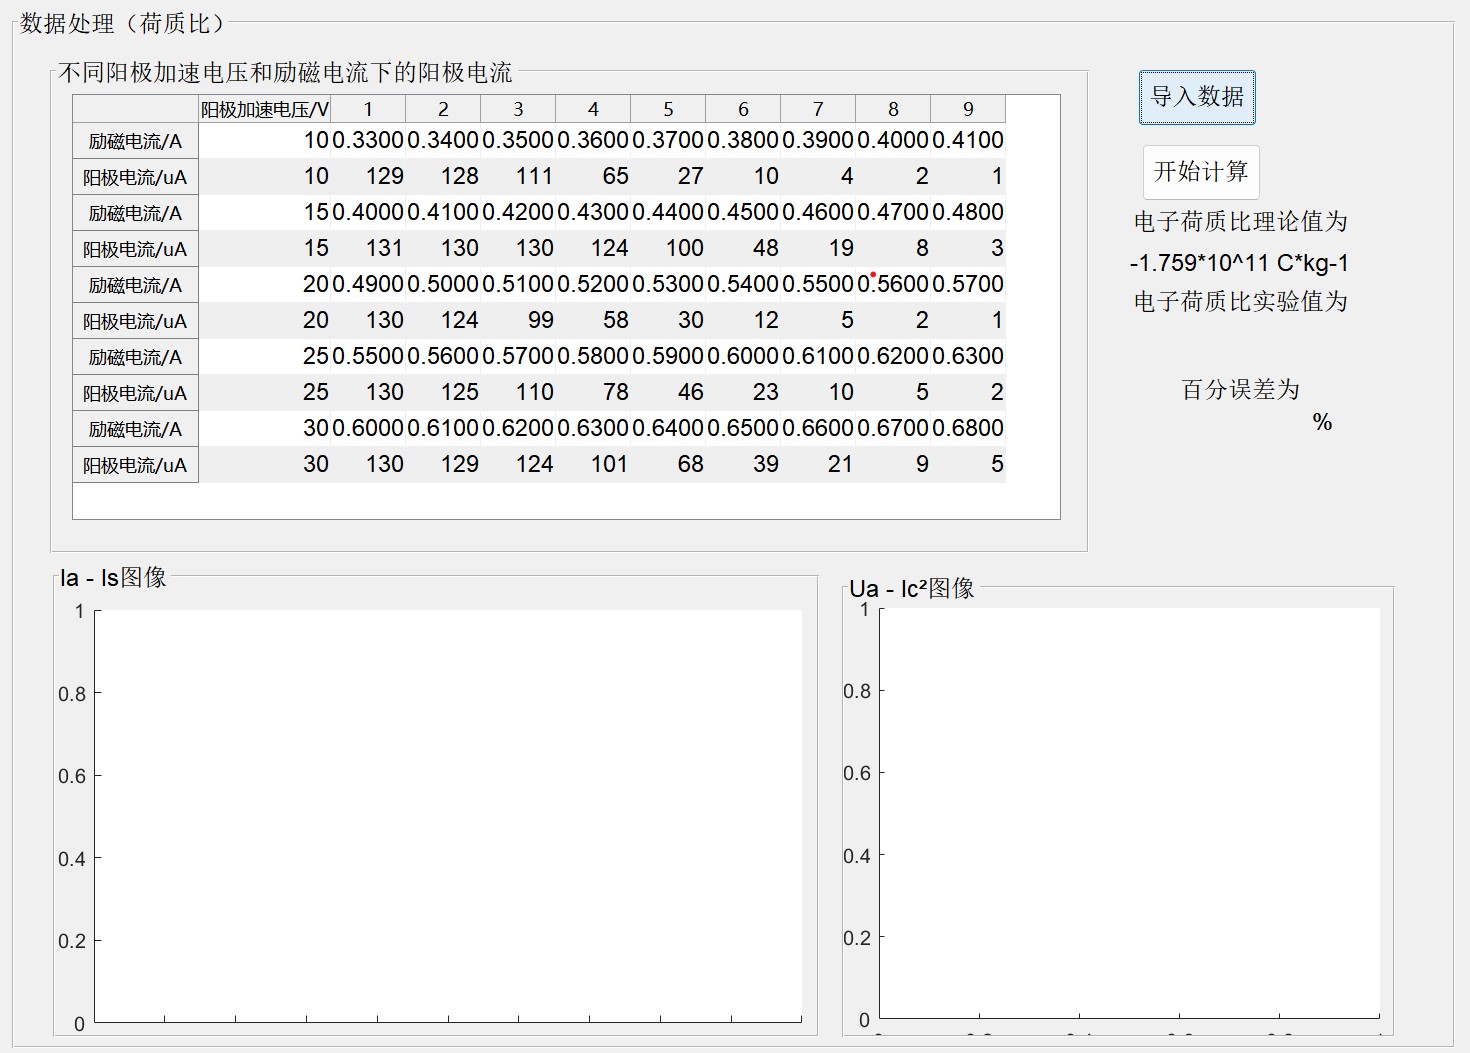 数据处理（荷质比）
不同阳极加速电压和励磁电流下的阳极电流
阳极加速电压/V 1 2 3 4 5 6 7 8 9
励磁电流/A 10 0.3300 0.3400 0.3500 0.3600 0.3700 0.3800 0.3900 0.4000 0.4100
阳极电流/uA 10 129 128 111 65 27 10 4 2 1
励磁电流/A 15 0.4000 0.4100 0.4200 0.4300 0.4400 0.4500 0.4600 0.4700 0.4800
阳极电流/uA 15 131 130 130 124 100 48 19 8 3
励磁电流/A 20 0.4900 0.5000 0.5100 0.5200 0.5300 0.5400 0.5500 0.5600 0.5700
阳极电流/uA 20 130 124 99 58 30 12 5 2 1
励磁电流/A 25 0.5500 0.5600 0.5700 0.5800 0.5900 0.6000 0.6100 0.6200 0.6300
阳极电流/uA 25 130 125 110 78 46 23 10 5 2
励磁电流/A 30 0.6000 0.6100 0.6200 0.6300 0.6400 0.6500 0.6600 0.6700 0.6800
阳极电流/uA 30 130 129 124 101 68 39 21 9 5
导入数据
开始计算
电子荷质比理论值为
-1.759*10^11 C*kg-1
电子荷质比实验值为
百分误差为
%
Ia - Is图像
1
0.8
0.6
0.4
0.2
0
Ua - Ic²图像
1
0.8
0.6
0.4
0.2
0